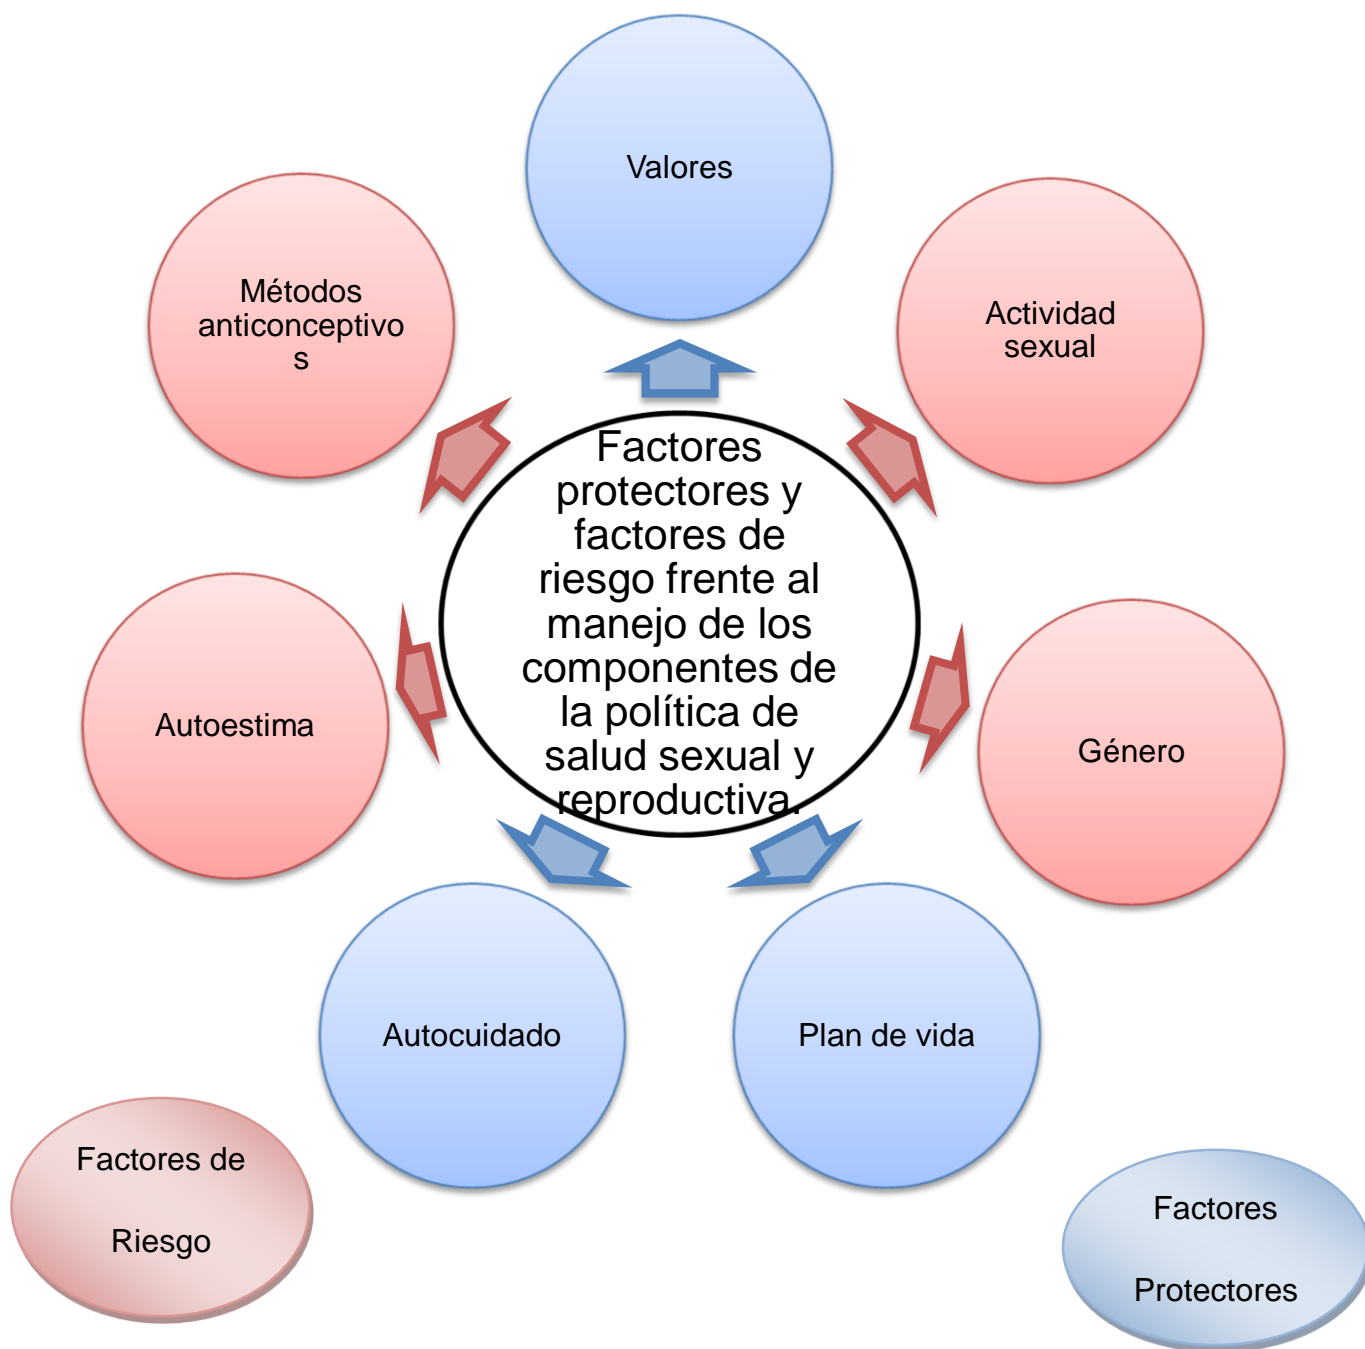 Valores
Métodos
anticonceptivo
s
Actividad
sexual
Factores
protectores y
factores de
riesgo frente al
manejo de los
componentes de
la política de
salud sexual y
reproductiva.
Autoestima
Género
Autocuidado
Plan de vida
Factores de
Riesgo
Factores
Protectores